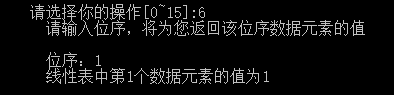 请选择你的操作[0~15]:6
请输入位序，将为您返回该位序数据元素的值
位序：1
线性表中第1个数据元素的值为1